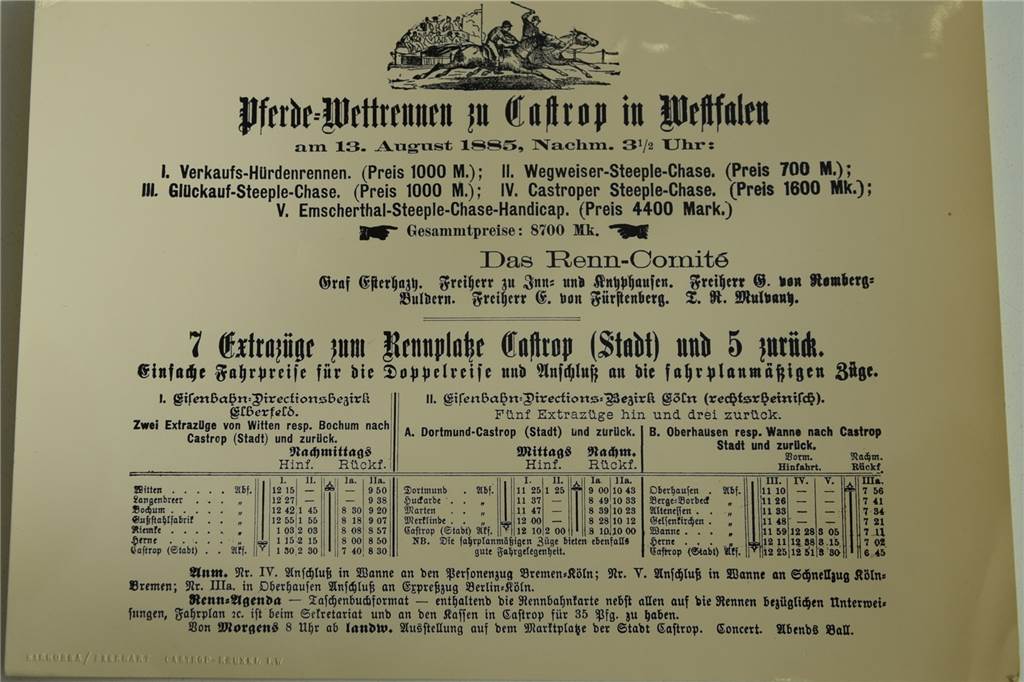 Pferde-Wettrennen zu Castrop in Westfalen
am 13. August 1885, Nachm. 3½ Uhr:
I. Verkaufs-Hürdenrennen. (Preis 1000 M.); II. Wegweiser-Steeple-Chase. (Preis 700 M.);
III. Glückauf-Steeple-Chase. (Preis 1000 M.); IV. Castroper Steeple-Chase. (Preis 1600 Mk.);
V. Emscherthal-Steeple-Chase-Handicap. (Preis 4400 Mark.)
Gesammtpreise: 8700 Mk.
Das Renn-Comité
Graf Esterhazy. Freiherr zu Inn- und Knyphausen. Freiherr G. von Romberg-
Buldern. Freiherr E. von Fürstenberg. T. R. Mulvany.
7 Extrazüge zum Rennplatze Castrop (Stadt) und 5 zurück.
Einfache Fahrpreise für die Doppelreise und Anschluß an die fahrplanmäßigen Züge.
I. Eisenbahn-Directionsbezirk
Elberfeld.
Zwei Extrazüge von Witten resp. Bochum nach
Castrop (Stadt) und zurück.
Nachmittags
Hinf. Rückf.
I. II. Ia. IIa.
Witten . . . . . Abf. 12 15 — — 9 50
Langendreer . . . „ 12 27 — — 9 38
Bochum . . . . . „ 12 42 1 45 8 30 9 20
Gußstahlfabrik . . „ 12 55 1 55 8 18 9 07
Riemke . . . . . „ 1 03 2 03 8 08 8 57
Herne . . . . . „ 1 15 2 15 8 00 8 50
Castrop (Stadt) . . Ank. 1 30 2 30 7 40 8 30
II. Eisenbahn-Directions-Bezirk Cöln (rechtsrheinisch).
Fünf Extrazüge hin und drei zurück.
A. Dortmund-Castrop (Stadt) und zurück.
Mittags Nachm.
Hinf. Rückf.
I. II. Ia. IIa.
Dortmund . Abf. 11 25 1 25 9 00 10 43
Huckarde . „ 11 37 — 8 49 10 33
Marten . . „ 11 47 — 8 39 10 23
Merklinde . „ 12 00 — 8 28 10 12
Castrop (Stadt) Ank. 12 10 2 00 8 10 10 00
NB. Die fahrplanmäßigen Züge bieten ebenfalls
gute Fahrgelegenheit.
B. Oberhausen resp. Wanne nach Castrop
Stadt und zurück.
Vorm. Nachm.
Hinfahrt. Rückf.
III. IV. V. IIIa.
Oberhausen . Abf. 11 10 — — 7 56
Berge-Borbeck „ 11 26 — — 7 41
Altenessen . . „ 11 33 — — 7 34
Gelsenkirchen . „ 11 48 — — 7 21
Wanne . . . „ 11 59 12 28 3 05 7 11
Herne . . . „ 12 11 12 38 3 15 7 02
Castrop (Stadt) Ank. 12 25 12 51 3 30 6 45
Anm. Nr. IV. Anschluß in Wanne an den Personenzug Bremen-Köln; Nr. V. Anschluß in Wanne an Schnellzug Köln-
Bremen; Nr. IIIa. in Oberhausen Anschluß an Expreßzug Berlin-Köln.
Renn-Agenda — Taschenbuchformat — enthaltend die Rennbahnkarte nebst allen auf die Rennen bezüglichen Unterwei-
sungen, Fahrplan ꝛc. ist beim Sekretariat und an den Kassen in Castrop für 35 Pfg. zu haben.
Von Morgens 8 Uhr ab landw. Ausstellung auf dem Marktplatze der Stadt Castrop. Concert. Abends Ball.